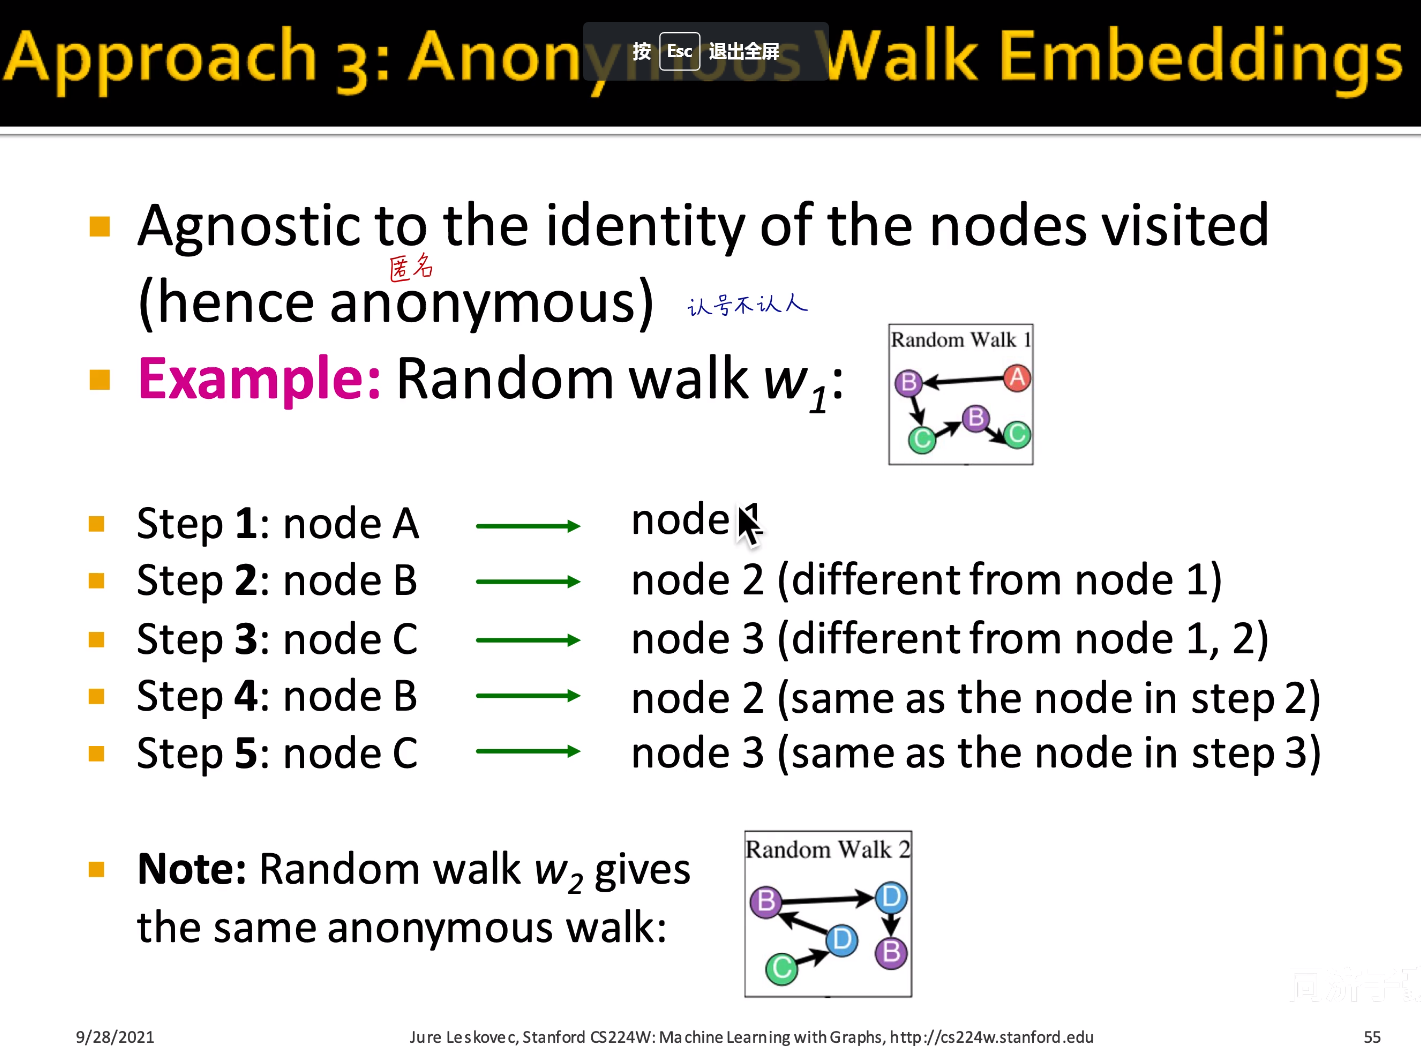 Approach 3: Anonymous Walk Embeddings
按 Esc 退出全屏
Agnostic to the identity of the nodes visited
匿名
(hence anonymous) 认号不认人
Example: Random walk w1:
Random Walk 1
B A
C B C
Step 1: node A node 1
Step 2: node B node 2 (different from node 1)
Step 3: node C node 3 (different from node 1, 2)
Step 4: node B node 2 (same as the node in step 2)
Step 5: node C node 3 (same as the node in step 3)
Note: Random walk w2 gives
the same anonymous walk:
Random Walk 2
B D
D B
C
9/28/2021 Jure Leskovec, Stanford CS224W: Machine Learning with Graphs, http://cs224w.stanford.edu 55